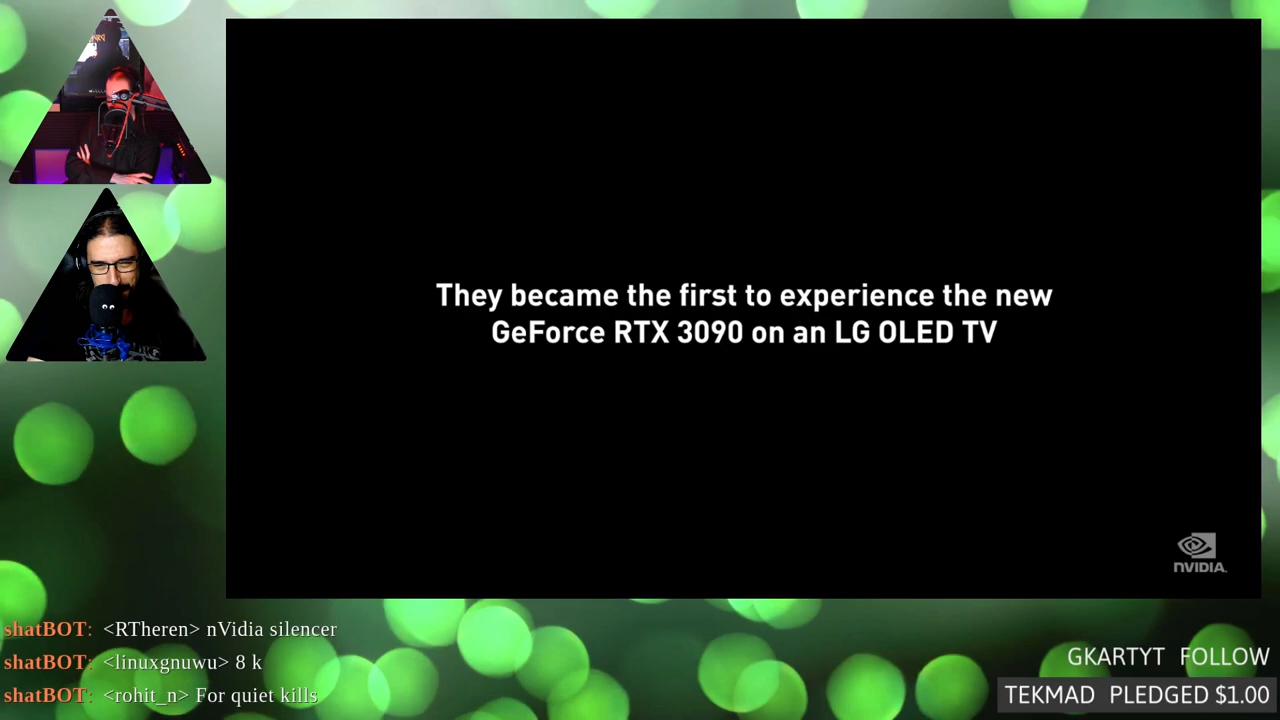 They became the first to experience the new
GeForce RTX 3090 on an LG OLED TV
NVIDIA.
shatBOT: <RTheren> nVidia silencer
shatBOT: <linuxgnuwu> 8 k
shatBOT: <rohit_n> For quiet kills
GKARTYT FOLLOW
TEKMAD PLEDGED $1.00